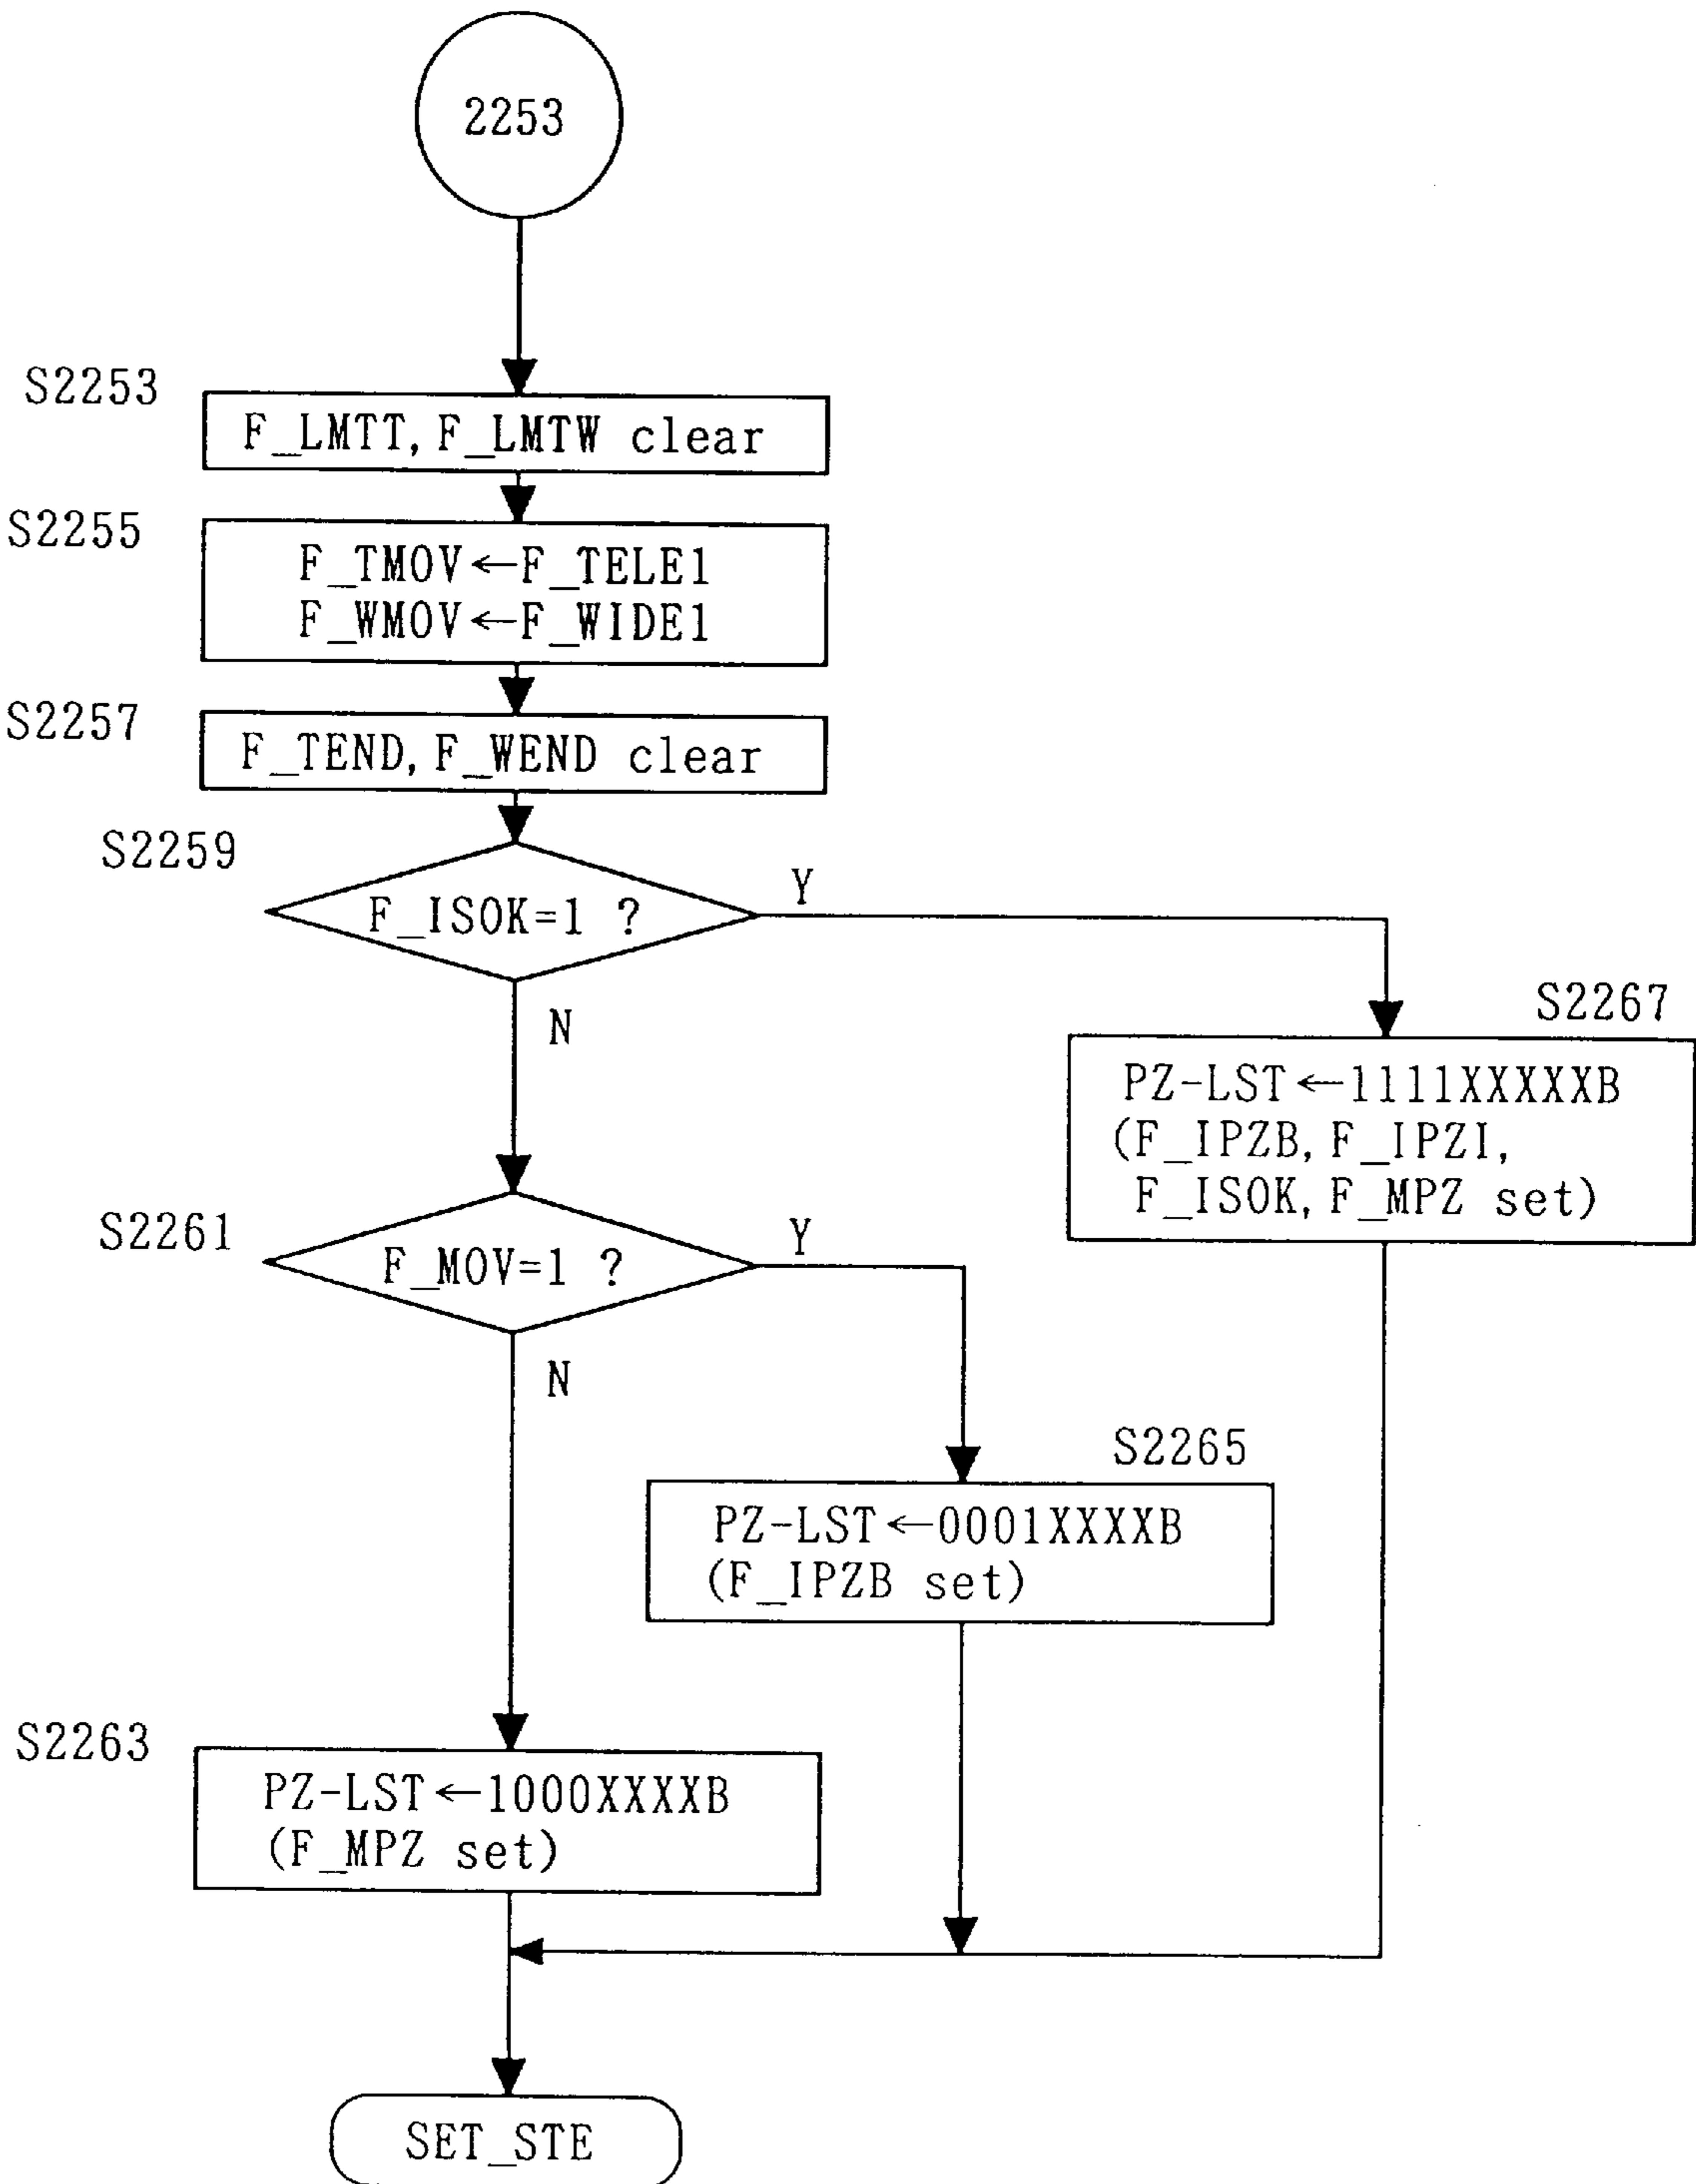 2253
S2253
F_LMTT, F_LMTW clear
S2255
F_TMOV←F_TELE1
F_WMOV←F_WIDE1
S2257
F_TEND, F_WEND clear
S2259
F_ISOK=1 ?
Y
N
S2267
PZ-LST←1111XXXXXB
(F_IPZB, F_IPZI,
F_ISOK, F_MPZ set)
S2261
F_MOV=1 ?
Y
N
S2265
PZ-LST←0001XXXXB
(F_IPZB set)
S2263
PZ-LST←1000XXXXB
(F_MPZ set)
SET_STE